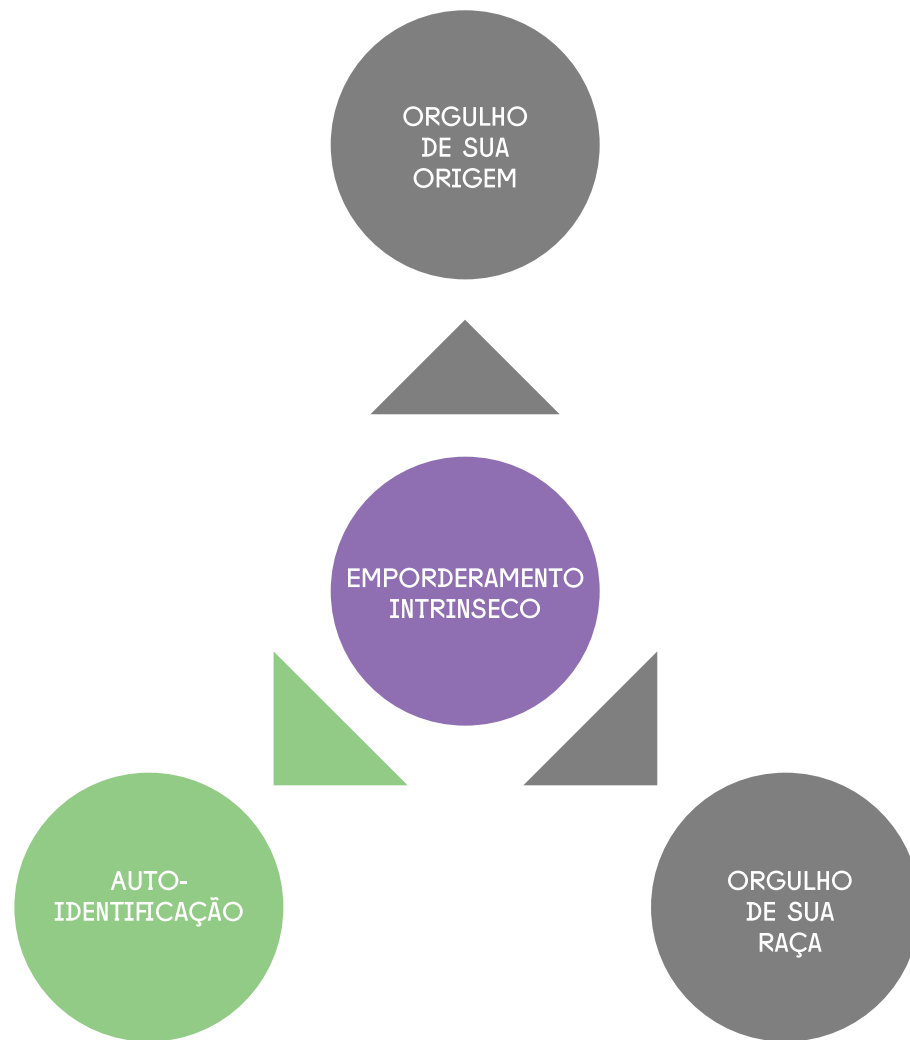 ORGULHO
DE SUA
ORIGEM
EMPORDERAMENTO
INTRINSECO
AUTO-
IDENTIFICAÇÃO
ORGULHO
DE SUA
RAÇA